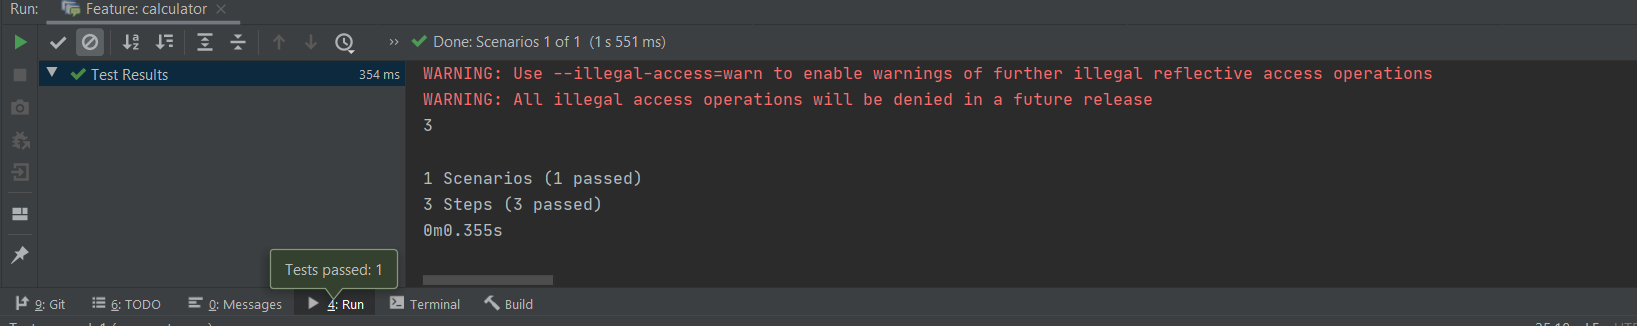 Run: Feature: calculator
Done: Scenarios 1 of 1 (1 s 551 ms)
Test Results 354 ms
WARNING: Use --illegal-access=warn to enable warnings of further illegal reflective access operations
WARNING: All illegal access operations will be denied in a future release
3
1 Scenarios (1 passed)
3 Steps (3 passed)
0m0.355s
Tests passed: 1
9: Git 6: TODO 0: Messages 4: Run Terminal Build